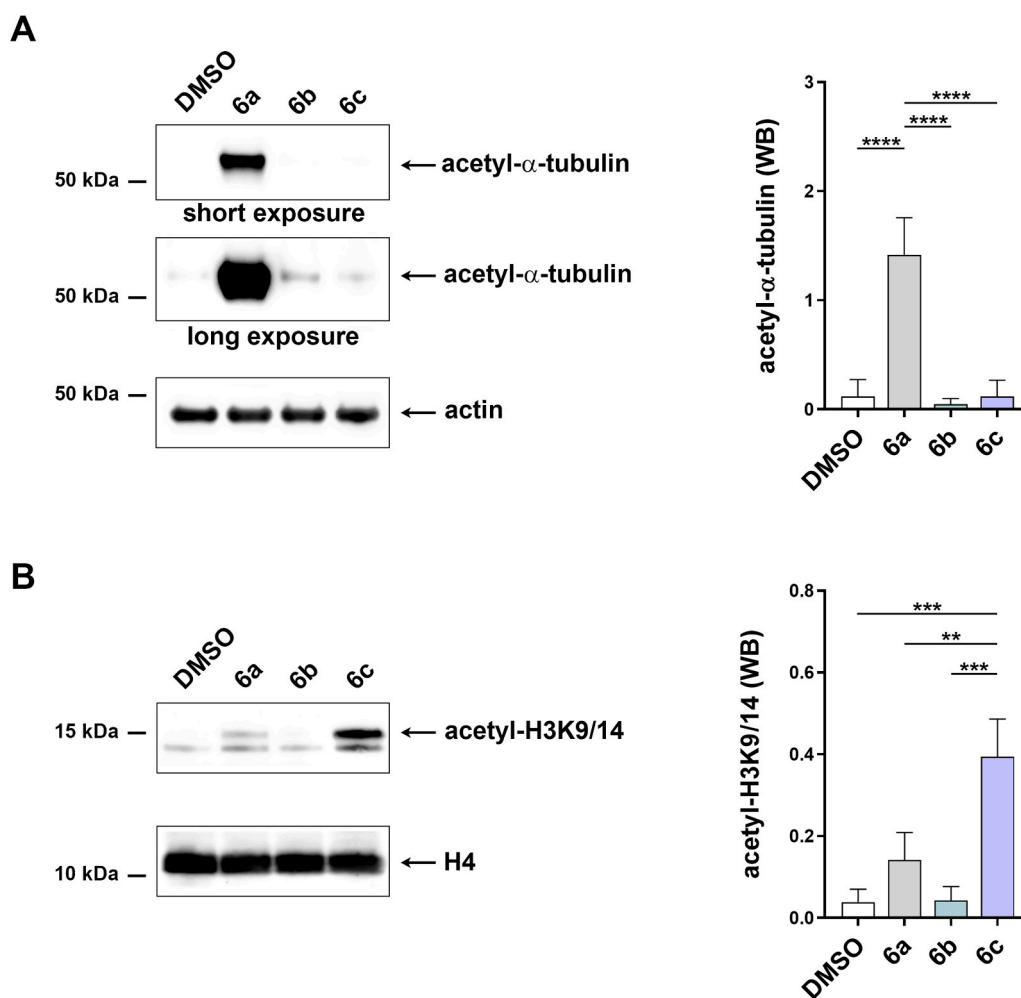 A
DMSO 6a 6b 6c
acetyl-α-tubulin
50 kDa
short exposure
acetyl-α-tubulin
50 kDa
long exposure
50 kDa
actin
acetyl-α-tubulin (WB)
3
2
1
0
****
****
****
DMSO 6a 6b 6c
B
DMSO 6a 6b 6c
15 kDa acetyl-H3K9/14
10 kDa H4
acetyl-H3K9/14 (WB)
0.8
0.6
0.4
0.2
0.0
***
**
***
DMSO 6a 6b 6c